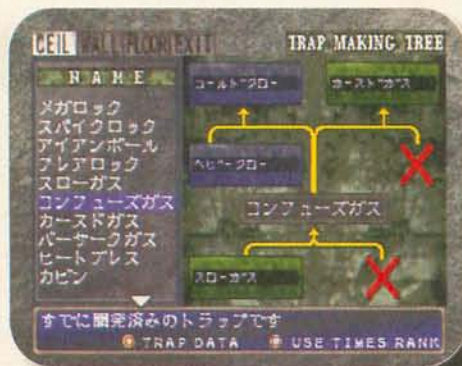 CEIL WALL FLOOR EXIT
TRAP MAKING TREE
NAME
メガロック
スパイクロック
アイアンボール
フレアロック
スローガス
コンフューズガス
カースドガス
バーサークガス
ヒートプレス
カビン
コールドクロー
カースドガス
ヘビークロー
コンフューズガス
スローガス
すでに開発済みのトラップです
TRAP DATA
USE TIMES RANK